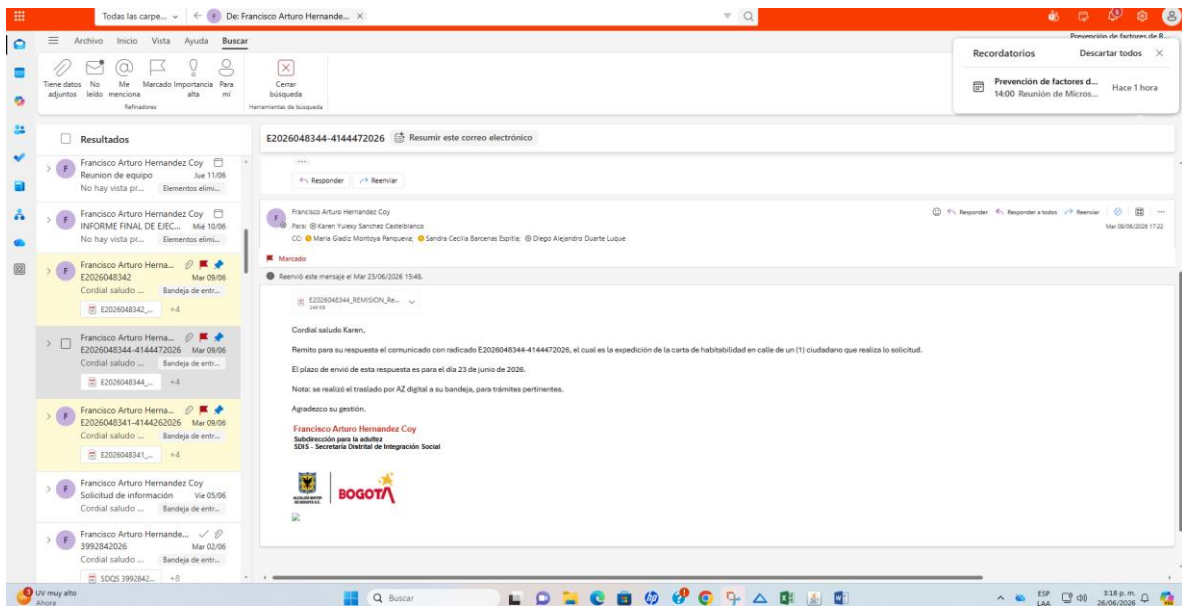 Todas las carpe...
F De: Francisco Arturo Hernande...
Archivo Inicio Vista Ayuda Buscar
Prevención de factores de R...
Tiene datos adjuntos
No leído
Me menciona
Marcado
Importancia alta
Para mí
Refinadores
Cerrar búsqueda
Herramientas de búsqueda
Recordatorios Descartar todos
Prevención de factores d...
14:00 Reunión de Micros...
Hace 1 hora
Resultados
F Francisco Arturo Hernandez Coy
Reunion de equipo Jue 11/06
No hay vista pr... Elementos elimi...
F Francisco Arturo Hernandez Coy
INFORME FINAL DE EJEC... Mié 10/06
No hay vista pr... Elementos elimi...
F Francisco Arturo Herna...
E2026048342 Mar 09/06
Cordial saludo ... Bandeja de entr...
E2026048342_... +4
Francisco Arturo Herna...
E2026048344-4144472026 Mar 09/06
Cordial saludo ... Bandeja de entr...
E2026048344_... +4
F Francisco Arturo Herna...
E2026048341-4144262026 Mar 09/06
Cordial saludo ... Bandeja de entr...
E2026048341_... +4
F Francisco Arturo Hernandez Coy
Solicitud de información Vie 05/06
Cordial saludo ... Bandeja de entr...
F Francisco Arturo Hernande...
3992842026 Mar 02/06
Cordial saludo ... Bandeja de entr...
SDQS 3992842... +8
E2026048344-4144472026 Resumir este correo electrónico
Responder Reenviar
F Francisco Arturo Hernandez Coy
Responder Responder a todos Reenviar
Para: Karen Yulexy Sanchez Castelblanco
Mar 09/06/2026 17:22
CC: Maria Gladiz Montoya Panqueva; Sandra Cecilia Barcenas Espitia; Diego Alejandro Duarte Luque
Marcado
Reenvió este mensaje el Mar 23/06/2026 15:48.
E2026048344_REMISION_Re...
249 KB
Cordial saludo Karen,
Remito para su respuesta el comunicado con radicado E2026048344-4144472026, el cual es la expedición de la carta de habitabilidad en calle de un (1) ciudadano que realiza lo solicitud.
El plazo de envió de esta respuesta es para el día 23 de junio de 2026.
Nota: se realizó el traslado por AZ digital a su bandeja, para trámites pertinentes.
Agradezco su gestión.
Francisco Arturo Hernandez Coy
Subdirección para la adultez
SDIS - Secretaría Distrital de Integración Social
ALCALDÍA MAYOR
DE BOGOTÁ D.C.
BOGOTÁ
UV muy alto
Ahora
Buscar
ESP
LAA
3:18 p. m.
26/06/2026